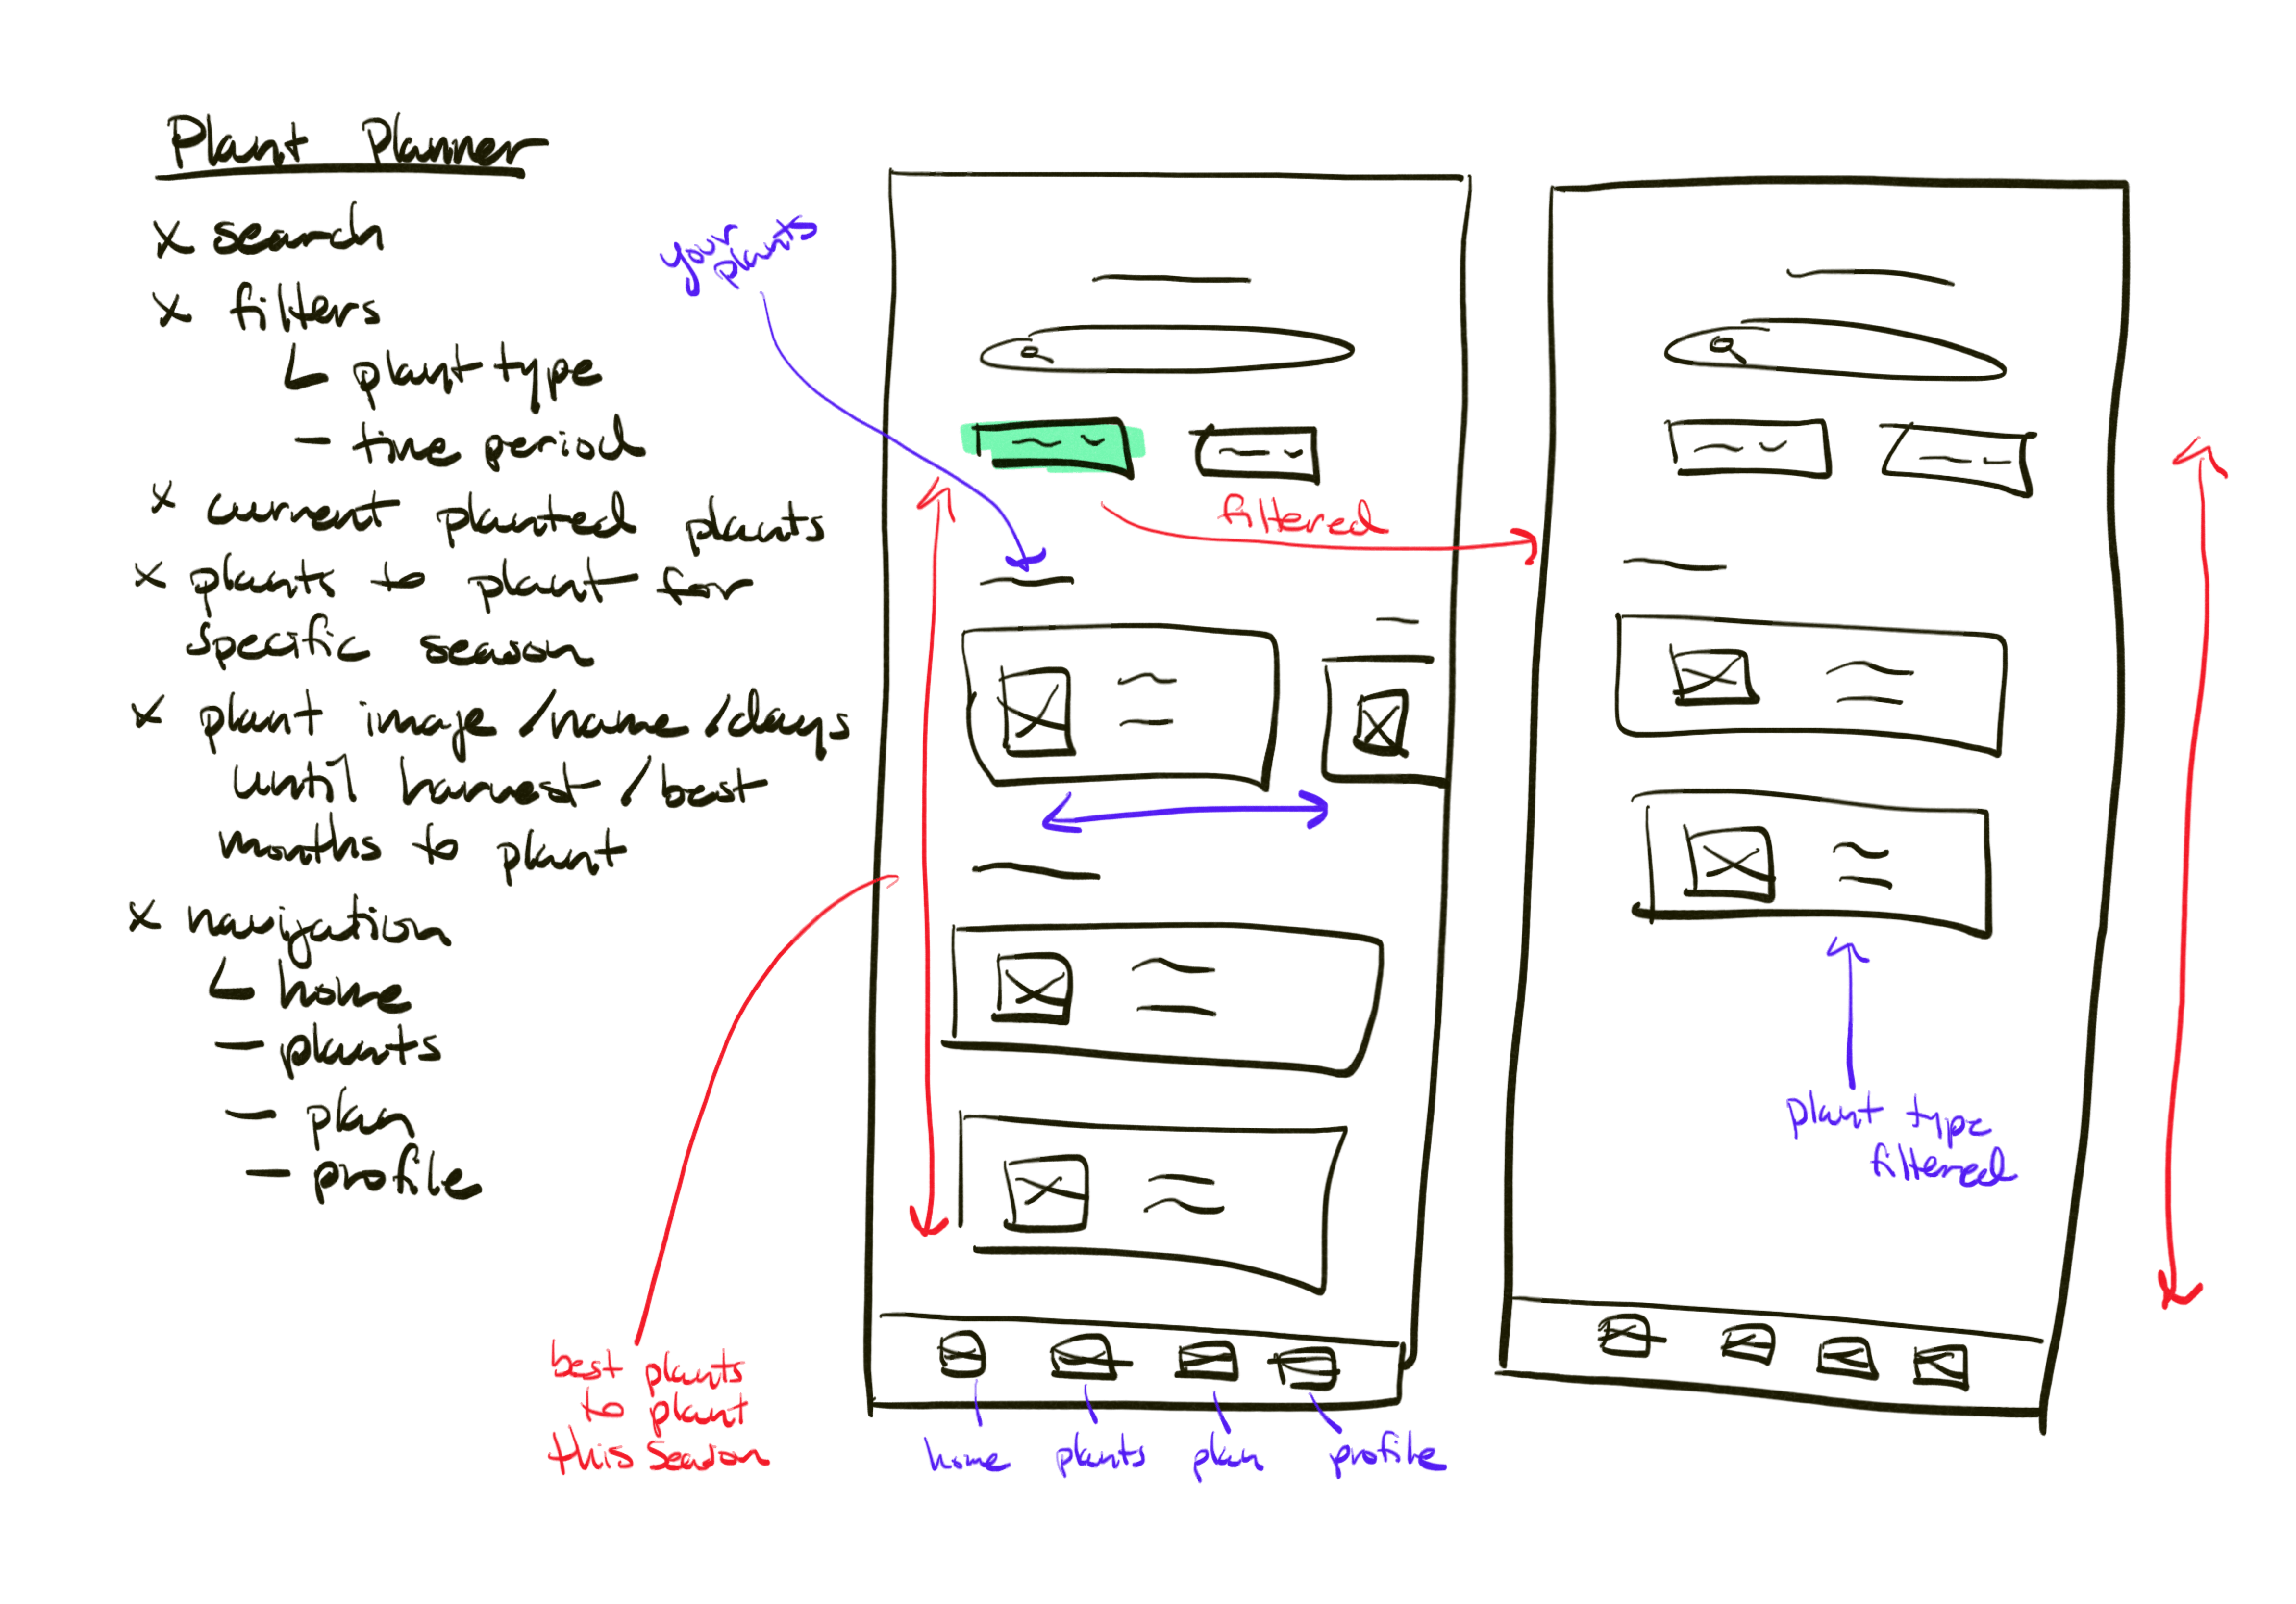 Plant Planner
x search
x filters
plant type
- time period
x current planted plants
x plants to plant for
specific season
x plant image / name / days
until harvest / best
months to plant
x navigation
home
- plants
- plan
- profile
your
plants
filtered
best plants
to plant
this season
home plants plan profile
plant type
filtered